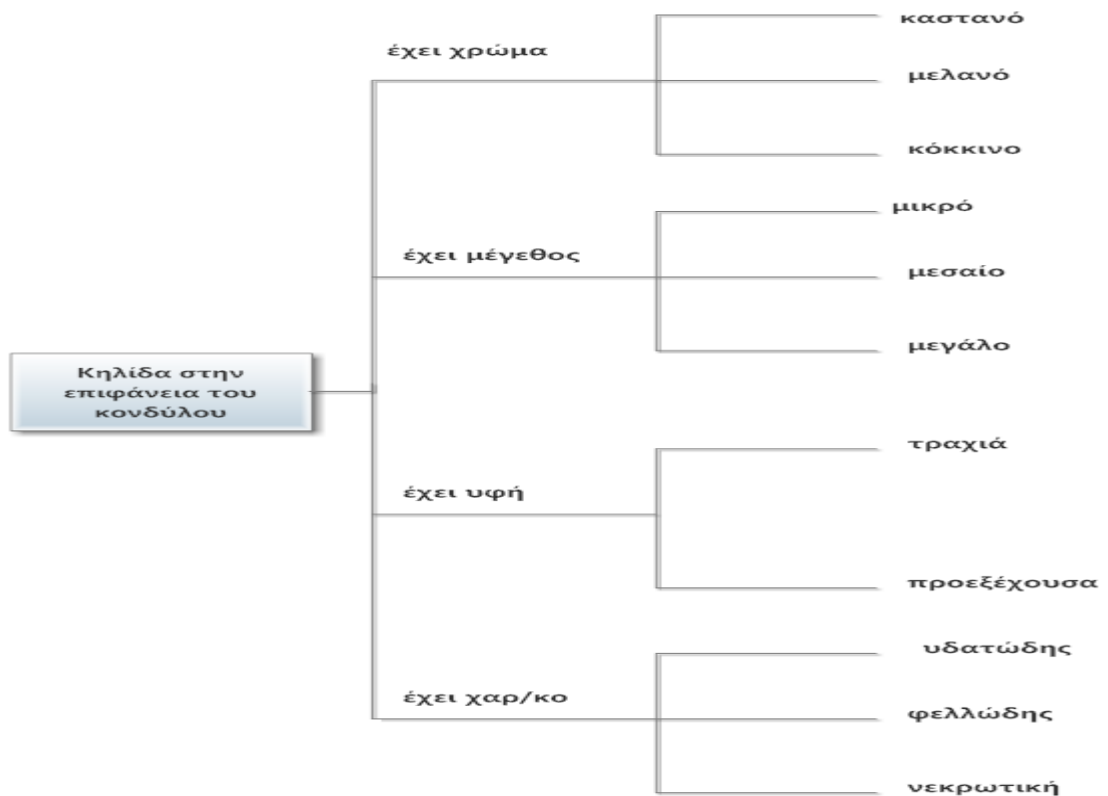 καστανό
έχει χρώμα
μελανό
κόκκινο
μικρό
έχει μέγεθος
μεσαίο
μεγάλο
Κηλίδα στην
επιφάνεια του
κονδύλου
τραχιά
έχει υφή
προεξέχουσα
υδατώδης
έχει χαρ/κο
φελλώδης
νεκρωτική